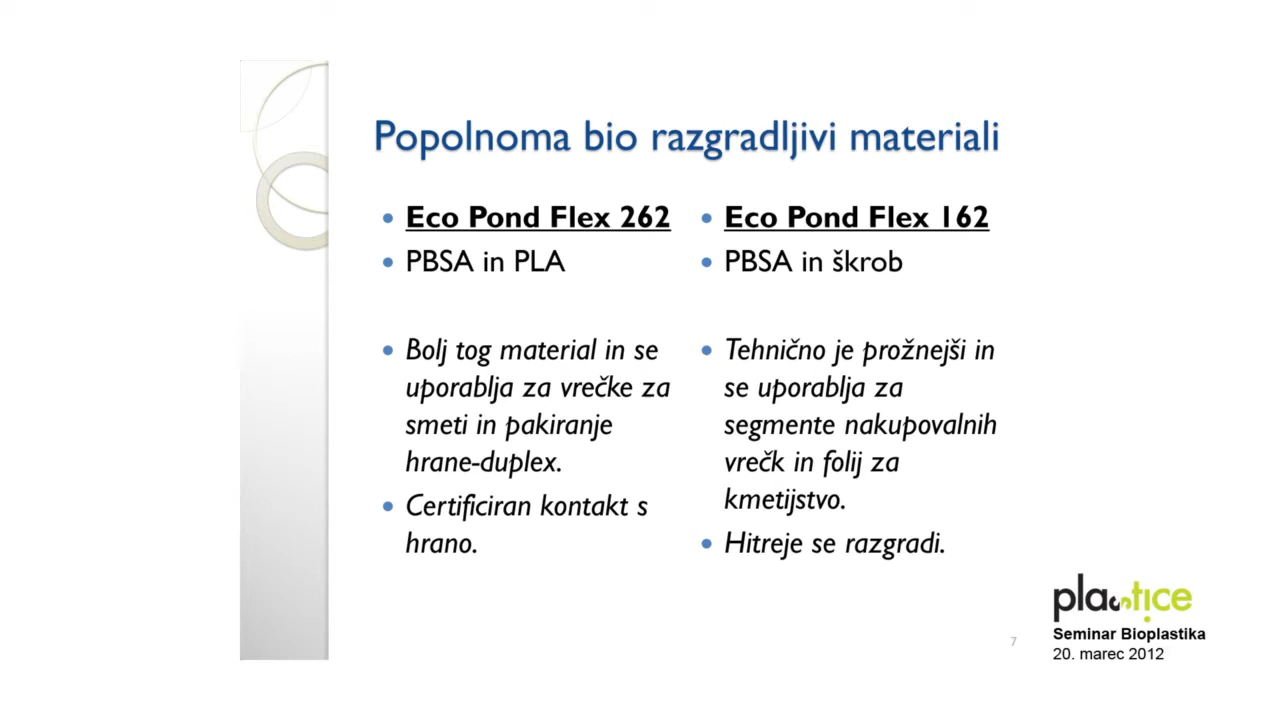 Popolnoma bio razgradljivi materiali
Eco Pond Flex 262
PBSA in PLA
Bolj tog material in se
uporablja za vrečke za
smeti in pakiranje
hrane-duplex.
Certificiran kontakt s
hrano.
Eco Pond Flex 162
PBSA in škrob
Tehnično je prožnejši in
se uporablja za
segmente nakupovalnih
vrečk in folij za
kmetijstvo.
Hitreje se razgradi.
7
plastice
Seminar Bioplastika
20. marec 2012